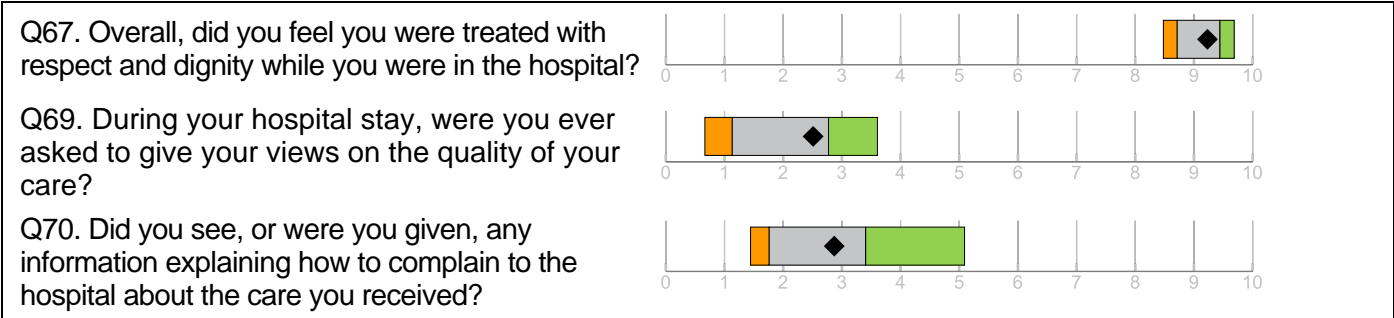 Q67. Overall, did you feel you were treated with
respect and dignity while you were in the hospital?
0 1 2 3 4 5 6 7 8 9 10
Q69. During your hospital stay, were you ever
asked to give your views on the quality of your
care?
0 1 2 3 4 5 6 7 8 9 10
Q70. Did you see, or were you given, any
information explaining how to complain to the
hospital about the care you received?
0 1 2 3 4 5 6 7 8 9 10